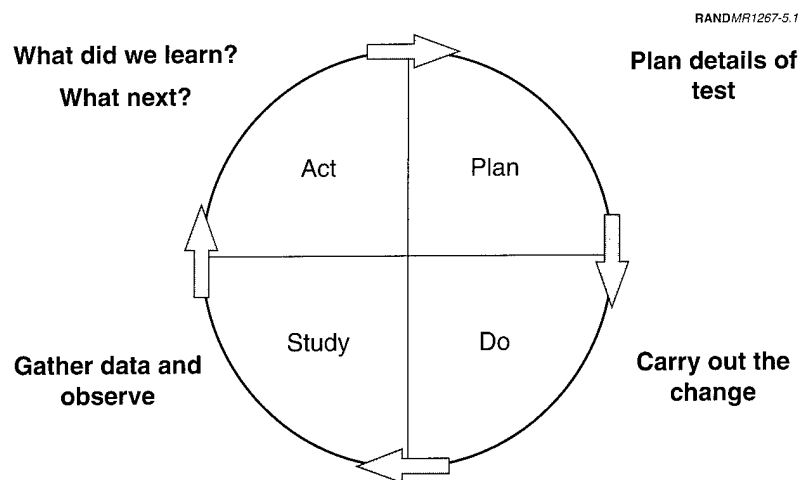 RANDMR1267-5.1
What did we learn?
What next?
Plan details of
test
Act
Plan
Study
Do
Gather data and
observe
Carry out the
change